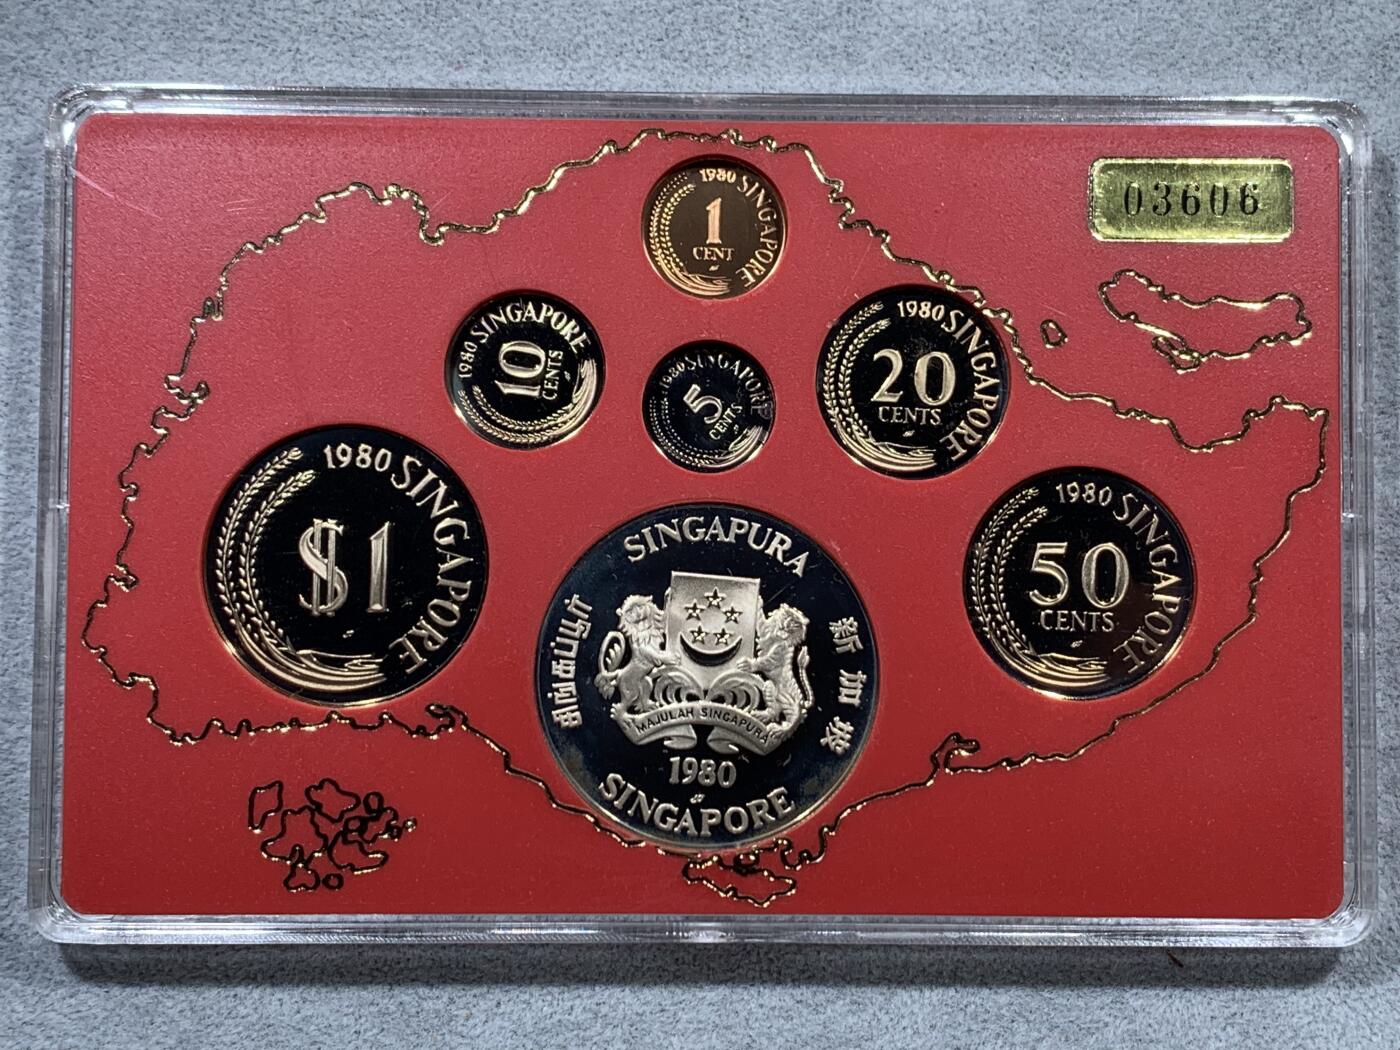 03606
1980 SINGAPORE
1
CENT
1980 SINGAPORE
10
CENTS
1980 SINGAPORE
5
CENTS
1980 SINGAPORE
20
CENTS
1980 SINGAPORE
$1
SINGAPURA
சிங்கப்பூர்
新加坡
MAJULAH SINGAPURA
1980
SINGAPORE
1980 SINGAPORE
50
CENTS